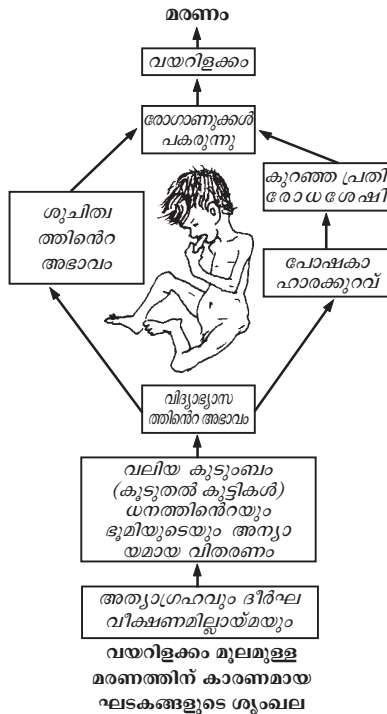 മരണം
വയറിളക്കം
രോഗാണുക്കൾ
പകരുന്നു
ശുചിത്വ
ത്തിൻെറ
അഭാവം
കുറഞ്ഞ പ്രതി
രോധശേഷി
പോഷകാ
ഹാരക്കുറവ്
വിദ്യാഭ്യാസ
ത്തിൻെറ അഭാവം
വലിയ കുടുംബം
(കൂടുതൽ കുട്ടികൾ)
ധനത്തിൻെറയും
ഭൂമിയുടെയും അന്യാ
യമായ വിതരണം
അത്യാഗ്രഹവും ദീർഘ
വീക്ഷണമില്ലായ്മയും
വയറിളക്കം മൂലമുള്ള
മരണത്തിന് കാരണമായ
ഘടകങ്ങളുടെ ശൃംഖല